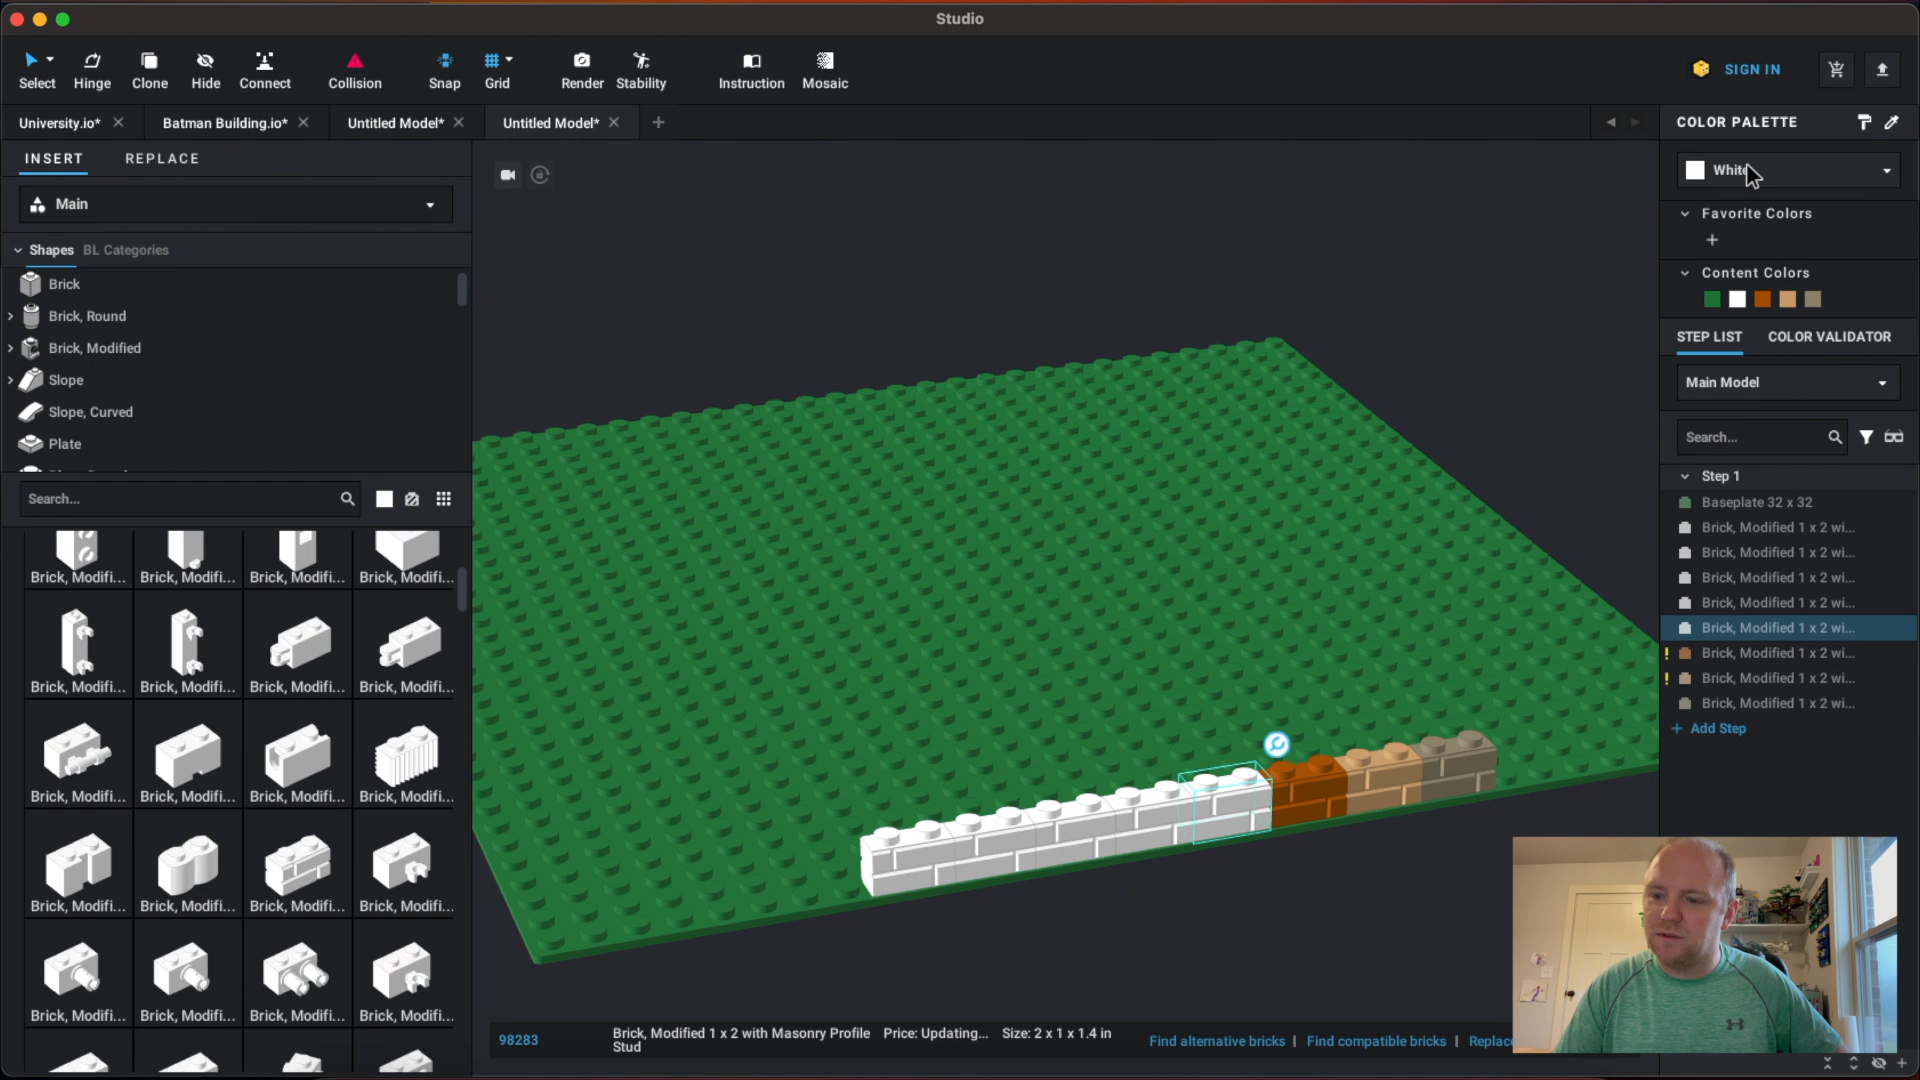 Studio
Select
Hinge
Clone
Hide
Connect
Collision
Snap
Grid
Render
Stability
Instruction
Mosaic
SIGN IN
University.io*
Batman Building.io*
Untitled Model*
Untitled Model*
INSERT
REPLACE
Main
Shapes
BL Categories
Brick
Brick, Round
Brick, Modified
Slope
Slope, Curved
Plate
Search...
Brick, Modifi... Brick, Modifi... Brick, Modifi... Brick, Modifi...
Brick, Modifi... Brick, Modifi... Brick, Modifi... Brick, Modifi...
Brick, Modifi... Brick, Modifi... Brick, Modifi... Brick, Modifi...
Brick, Modifi... Brick, Modifi... Brick, Modifi... Brick, Modifi...
Brick, Modifi... Brick, Modifi... Brick, Modifi... Brick, Modifi...
98283
Brick, Modified 1 x 2 with Masonry Profile
Stud
Price: Updating...
Size: 2 x 1 x 1.4 in
Find alternative bricks | Find compatible bricks |
COLOR PALETTE
White
Favorite Colors
Content Colors
STEP LIST
COLOR VALIDATOR
Main Model
Search...
Step 1
Baseplate 32 x 32
Brick, Modified 1 x 2 wi...
Brick, Modified 1 x 2 wi...
Brick, Modified 1 x 2 wi...
Brick, Modified 1 x 2 wi...
Brick, Modified 1 x 2 wi...
! Brick, Modified 1 x 2 wi...
! Brick, Modified 1 x 2 wi...
Brick, Modified 1 x 2 wi...
+ Add Step